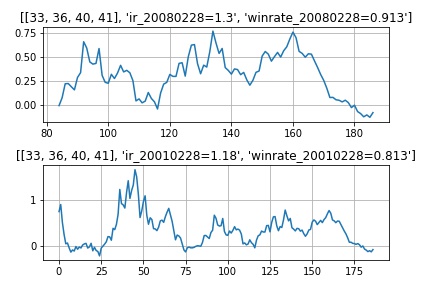 [[33, 36, 40, 41], 'ir_20080228=1.3', 'winrate_20080228=0.913']
0.75
0.50
0.25
0.00
80 100 120 140 160 180
[[33, 36, 40, 41], 'ir_20010228=1.18', 'winrate_20010228=0.813']
1
0
0 25 50 75 100 125 150 175